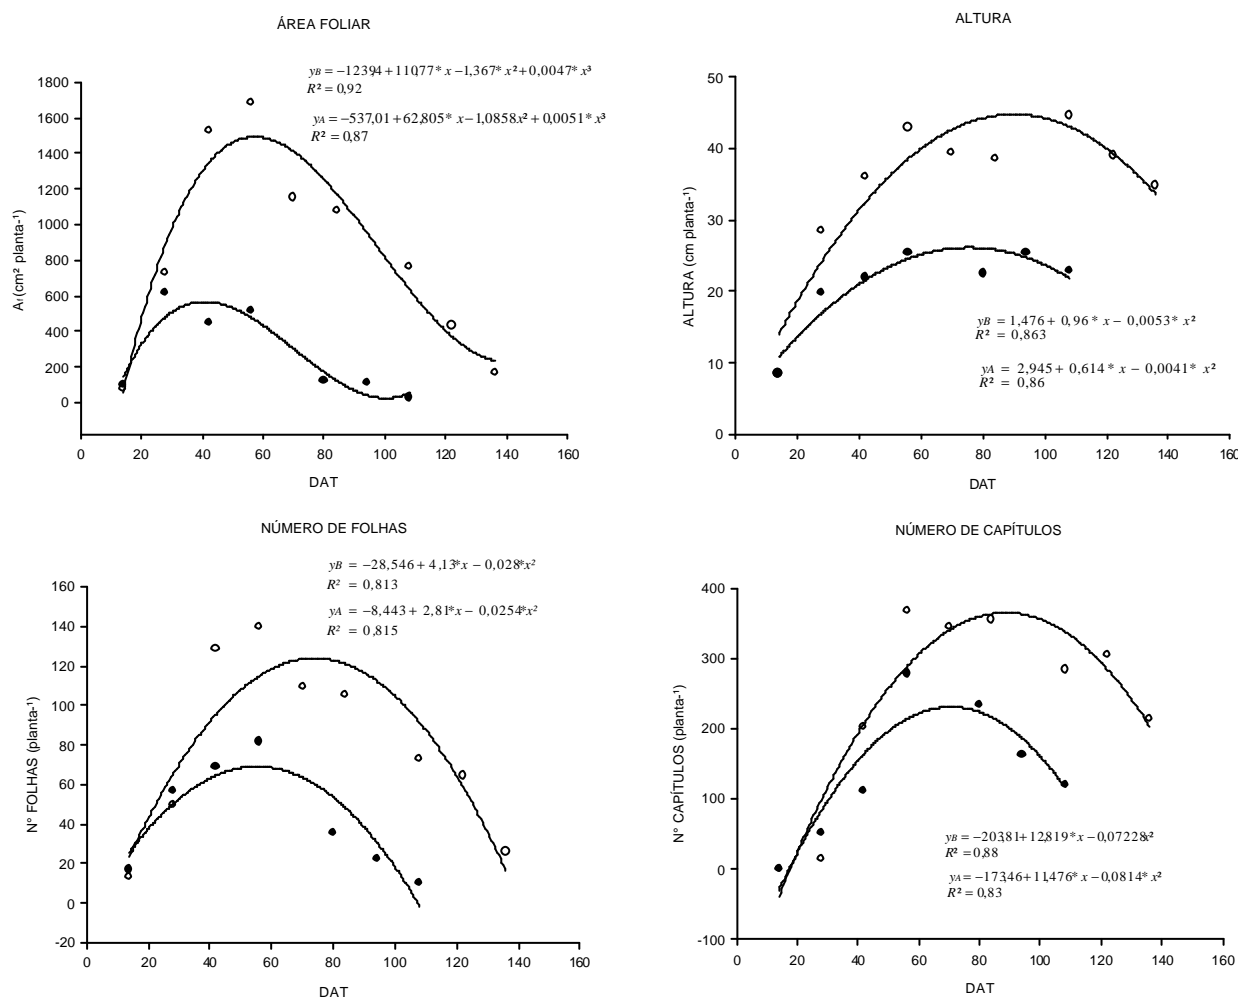 ÁREA FOLIAR
yB = −12394 + 11077* x −1,367* x² + 0,0047* x³
R² = 0,92
yA = −537,01 + 62,805* x −1,0858x² + 0,0051* x³
R² = 0,87
Af (cm² planta-¹)
1800
1600
1400
1200
1000
800
600
400
200
0
0 20 40 60 80 100 120 140 160
DAT
ALTURA
ALTURA (cm planta-¹)
50
40
30
20
10
0
yB = 1,476 + 0,96* x − 0,0053* x²
R² = 0,863
yA = 2,945 + 0,614* x − 0,0041* x²
R² = 0,86
0 20 40 60 80 100 120 140 160
DAT
NÚMERO DE FOLHAS
yB = −28,546 + 4,13*x − 0,028*x²
R² = 0,813
yA = −8,443 + 2,81*x − 0,0254*x²
R² = 0,815
N° FOLHAS (planta-¹)
160
140
120
100
80
60
40
20
0
-20
0 20 40 60 80 100 120 140 160
DAT
NÚMERO DE CAPÍTULOS
N° CAPÍTULOS (planta-¹)
400
300
200
100
0
-100
yB = −20381 + 12,819* x − 0,07228x²
R² = 0,88
yA = −17346 + 11,476* x − 0,0814* x²
R² = 0,83
0 20 40 60 80 100 120 140 160
DAT